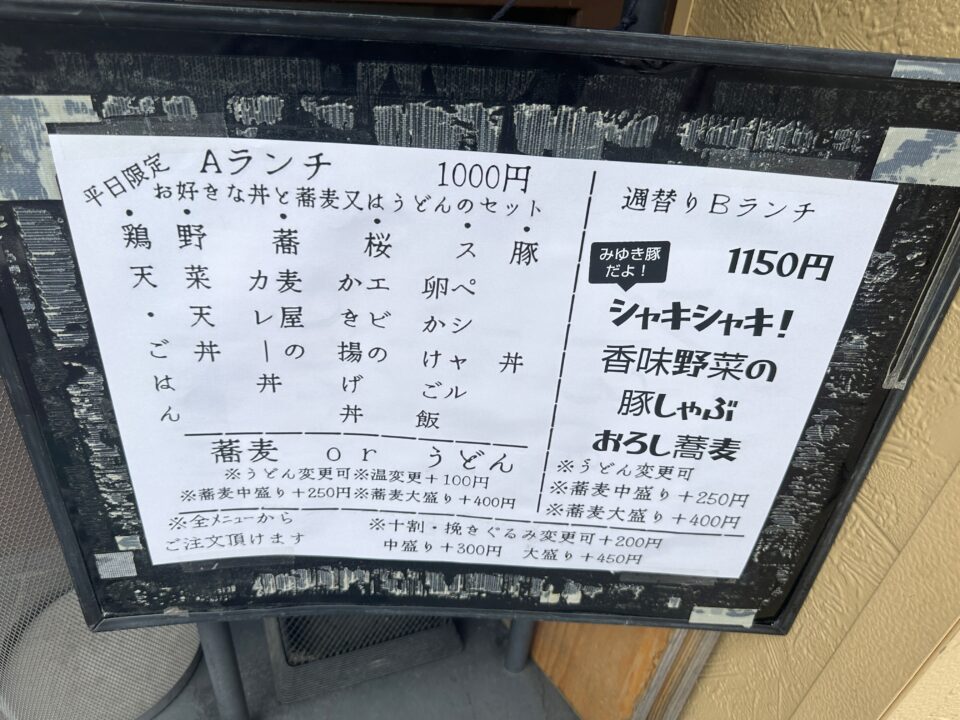 平日限定
Aランチ 1000円
お好きな丼と蕎麦又はうどんのセット
・豚丼
・スペシャル
卵かけご飯
・桜エビの
かき揚げ丼
・蕎麦屋の
カレー丼
・野菜天丼
・鶏天・ごはん
蕎麦 or うどん
※うどん変更可※温変更+100円
※蕎麦中盛り+250円※蕎麦大盛り+400円
週替りBランチ
1150円
みゆき豚
だよ!
シャキシャキ!
香味野菜の
豚しゃぶ
おろし蕎麦
※うどん変更可
※蕎麦中盛り+250円
※蕎麦大盛り+400円
※全メニューから
ご注文頂けます
※十割・挽きぐるみ変更可+200円
中盛り+300円 大盛り+450円